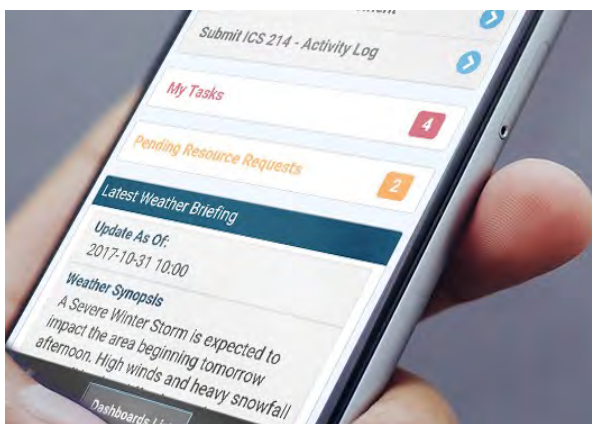 Submit ICS 214 - Activity Log
My Tasks
4
Pending Resource Requests
2
Latest Weather Briefing
Update As Of:
2017-10-31 10:00
Weather Synopsis
A Severe Winter Storm is expected to
impact the area beginning tomorrow
afternoon. High winds and heavy snowfall
Dashboards